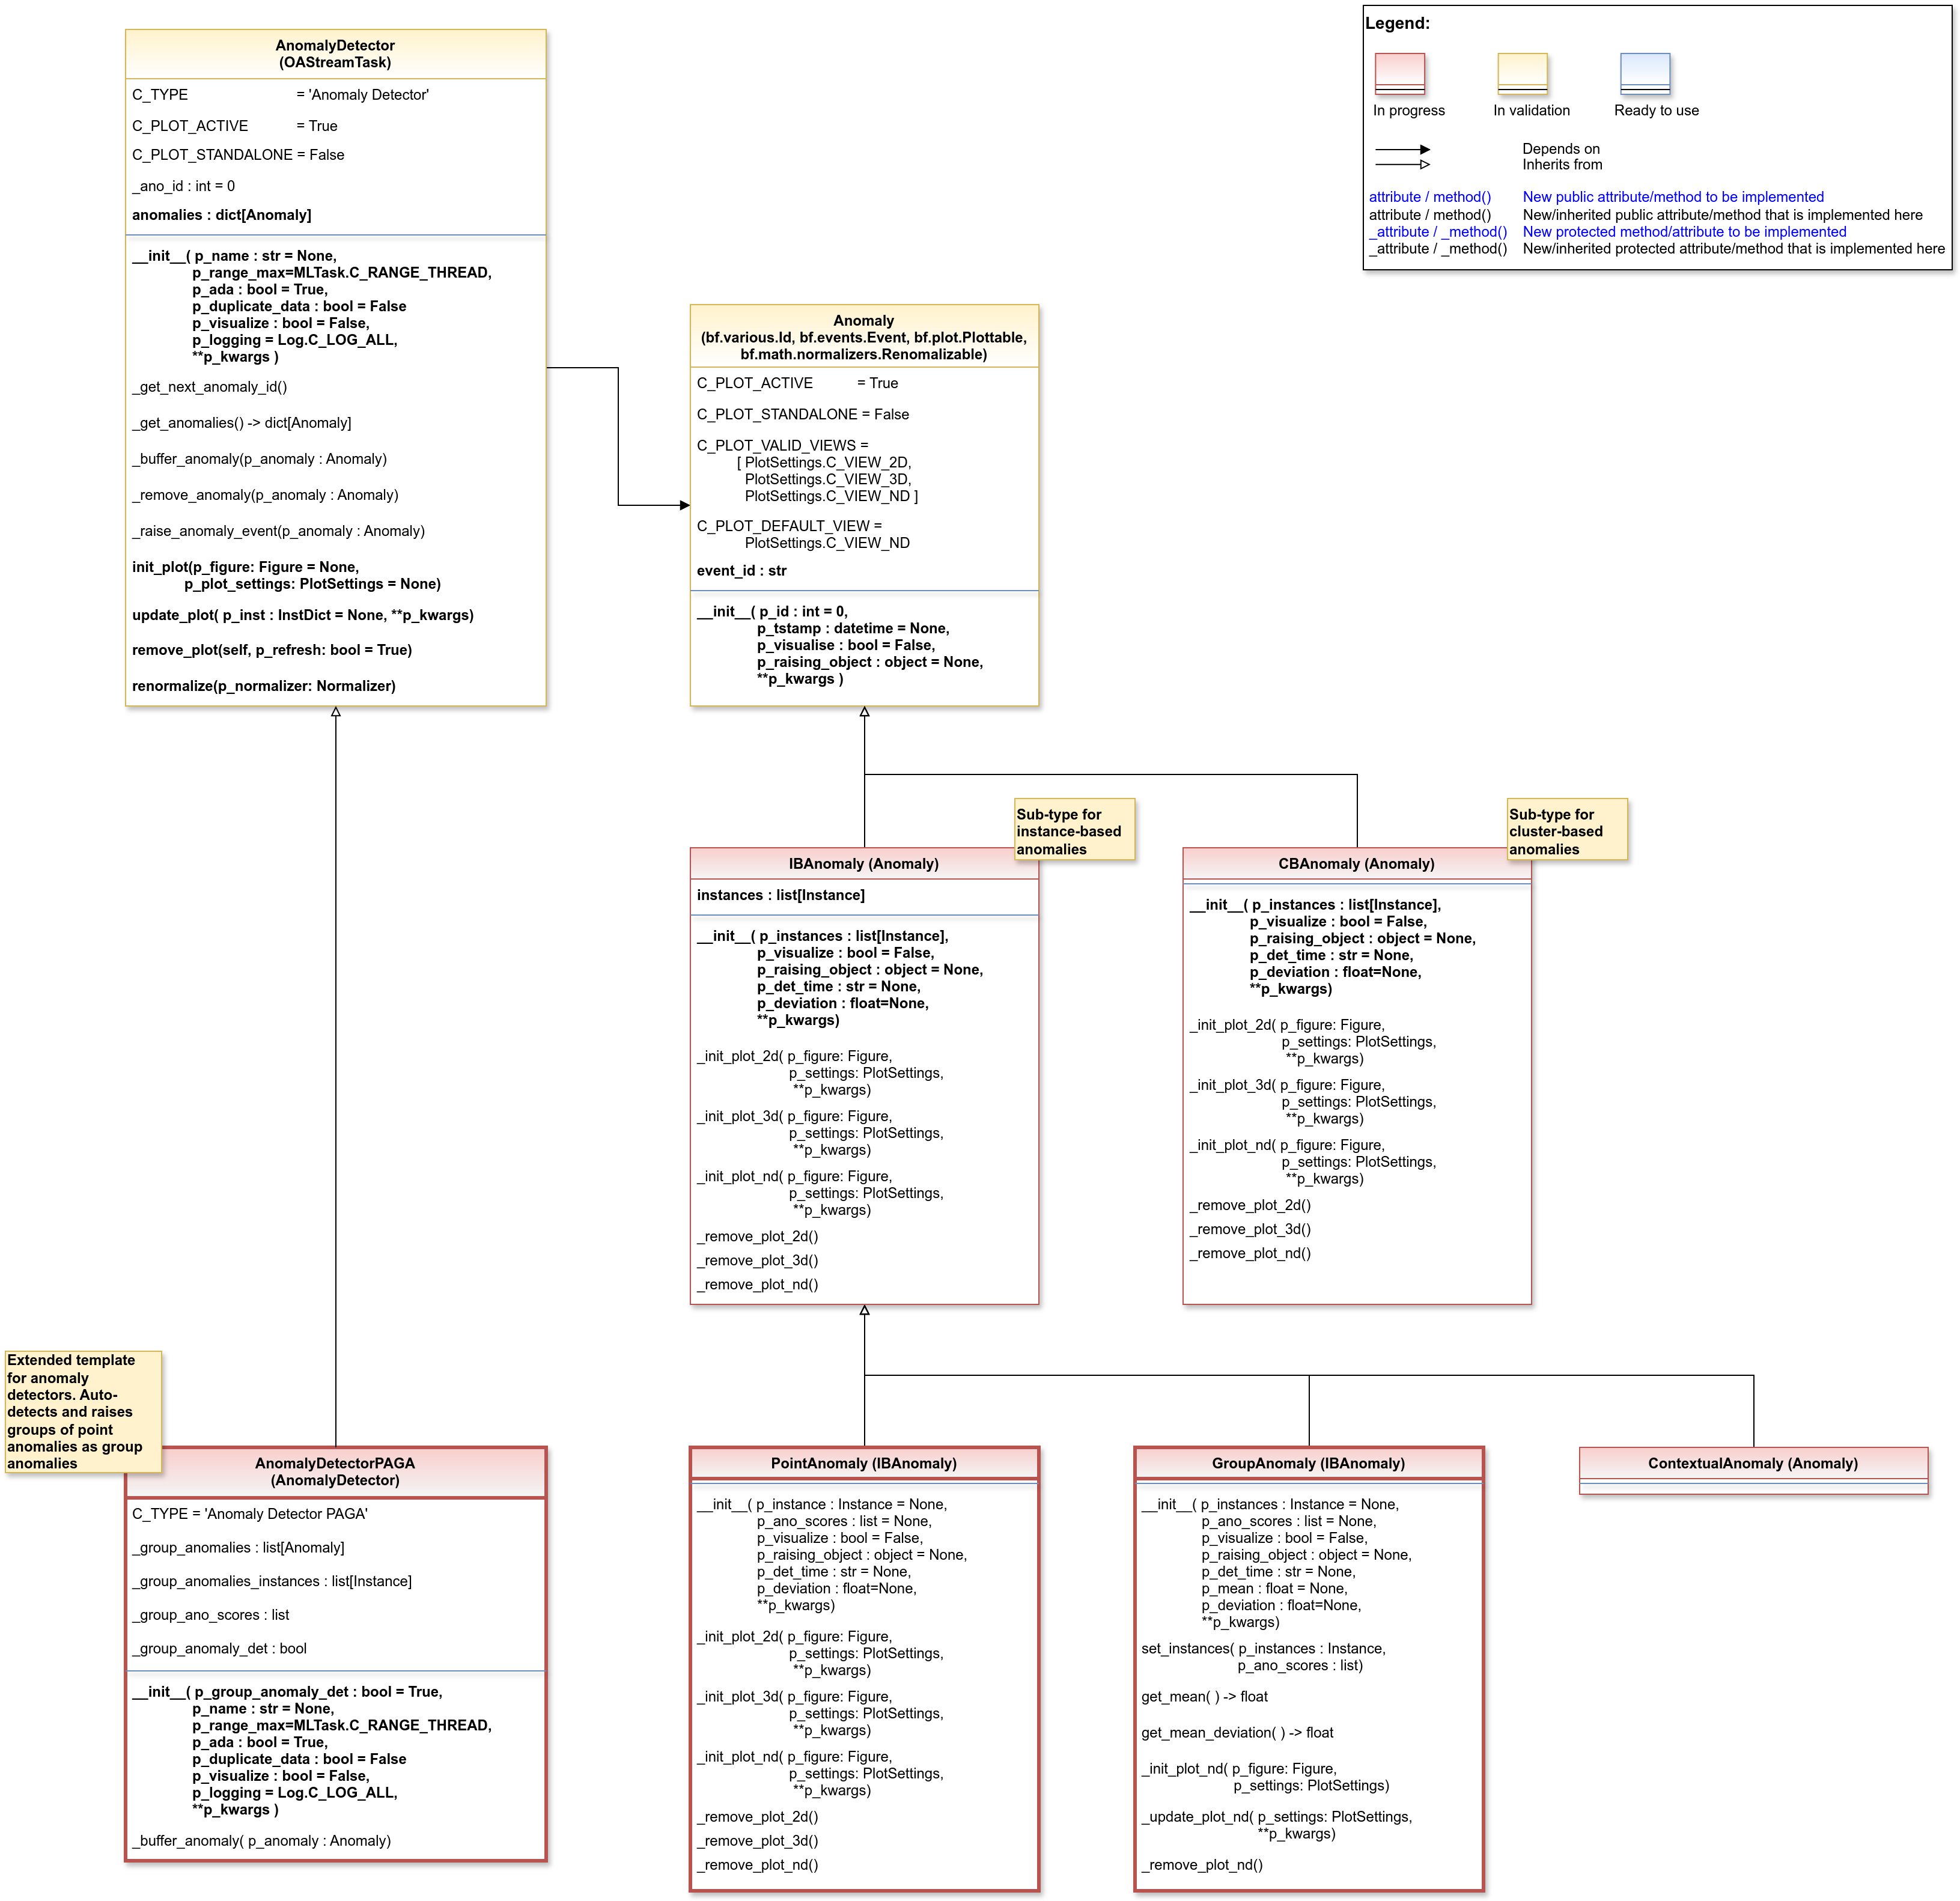 Legend:
In progress
In validation
Ready to use
Depends on
Inherits from
attribute / method() New public attribute/method to be implemented
attribute / method() New/inherited public attribute/method that is implemented here
_attribute / _method() New protected method/attribute to be implemented
_attribute / _method() New/inherited protected attribute/method that is implemented here
AnomalyDetector
(OAStreamTask)
C_TYPE = 'Anomaly Detector'
C_PLOT_ACTIVE = True
C_PLOT_STANDALONE = False
_ano_id : int = 0
anomalies : dict[Anomaly]
__init__( p_name : str = None,
p_range_max=MLTask.C_RANGE_THREAD,
p_ada : bool = True,
p_duplicate_data : bool = False
p_visualize : bool = False,
p_logging = Log.C_LOG_ALL,
**p_kwargs )
_get_next_anomaly_id()
_get_anomalies() -> dict[Anomaly]
_buffer_anomaly(p_anomaly : Anomaly)
_remove_anomaly(p_anomaly : Anomaly)
_raise_anomaly_event(p_anomaly : Anomaly)
init_plot(p_figure: Figure = None,
p_plot_settings: PlotSettings = None)
update_plot( p_inst : InstDict = None, **p_kwargs)
remove_plot(self, p_refresh: bool = True)
renormalize(p_normalizer: Normalizer)
Anomaly
(bf.various.Id, bf.events.Event, bf.plot.Plottable,
bf.math.normalizers.Renomalizable)
C_PLOT_ACTIVE = True
C_PLOT_STANDALONE = False
C_PLOT_VALID_VIEWS =
[ PlotSettings.C_VIEW_2D,
PlotSettings.C_VIEW_3D,
PlotSettings.C_VIEW_ND ]
C_PLOT_DEFAULT_VIEW =
PlotSettings.C_VIEW_ND
event_id : str
__init__( p_id : int = 0,
p_tstamp : datetime = None,
p_visualise : bool = False,
p_raising_object : object = None,
**p_kwargs )
Sub-type for
instance-based
anomalies
IBAnomaly (Anomaly)
instances : list[Instance]
__init__( p_instances : list[Instance],
p_visualize : bool = False,
p_raising_object : object = None,
p_det_time : str = None,
p_deviation : float=None,
**p_kwargs)
_init_plot_2d( p_figure: Figure,
p_settings: PlotSettings,
**p_kwargs)
_init_plot_3d( p_figure: Figure,
p_settings: PlotSettings,
**p_kwargs)
_init_plot_nd( p_figure: Figure,
p_settings: PlotSettings,
**p_kwargs)
_remove_plot_2d()
_remove_plot_3d()
_remove_plot_nd()
Sub-type for
cluster-based
anomalies
CBAnomaly (Anomaly)
__init__( p_instances : list[Instance],
p_visualize : bool = False,
p_raising_object : object = None,
p_det_time : str = None,
p_deviation : float=None,
**p_kwargs)
_init_plot_2d( p_figure: Figure,
p_settings: PlotSettings,
**p_kwargs)
_init_plot_3d( p_figure: Figure,
p_settings: PlotSettings,
**p_kwargs)
_init_plot_nd( p_figure: Figure,
p_settings: PlotSettings,
**p_kwargs)
_remove_plot_2d()
_remove_plot_3d()
_remove_plot_nd()
Extended template
for anomaly
detectors. Auto-
detects and raises
groups of point
anomalies as group
anomalies
AnomalyDetectorPAGA
(AnomalyDetector)
C_TYPE = 'Anomaly Detector PAGA'
_group_anomalies : list[Anomaly]
_group_anomalies_instances : list[Instance]
_group_ano_scores : list
_group_anomaly_det : bool
__init__( p_group_anomaly_det : bool = True,
p_name : str = None,
p_range_max=MLTask.C_RANGE_THREAD,
p_ada : bool = True,
p_duplicate_data : bool = False
p_visualize : bool = False,
p_logging = Log.C_LOG_ALL,
**p_kwargs )
_buffer_anomaly( p_anomaly : Anomaly)
PointAnomaly (IBAnomaly)
__init__( p_instance : Instance = None,
p_ano_scores : list = None,
p_visualize : bool = False,
p_raising_object : object = None,
p_det_time : str = None,
p_deviation : float=None,
**p_kwargs)
_init_plot_2d( p_figure: Figure,
p_settings: PlotSettings,
**p_kwargs)
_init_plot_3d( p_figure: Figure,
p_settings: PlotSettings,
**p_kwargs)
_init_plot_nd( p_figure: Figure,
p_settings: PlotSettings,
**p_kwargs)
_remove_plot_2d()
_remove_plot_3d()
_remove_plot_nd()
GroupAnomaly (IBAnomaly)
__init__( p_instances : Instance = None,
p_ano_scores : list = None,
p_visualize : bool = False,
p_raising_object : object = None,
p_det_time : str = None,
p_mean : float = None,
p_deviation : float=None,
**p_kwargs)
set_instances( p_instances : Instance,
p_ano_scores : list)
get_mean( ) -> float
get_mean_deviation( ) -> float
_init_plot_nd( p_figure: Figure,
p_settings: PlotSettings)
_update_plot_nd( p_settings: PlotSettings,
**p_kwargs)
_remove_plot_nd()
ContextualAnomaly (Anomaly)